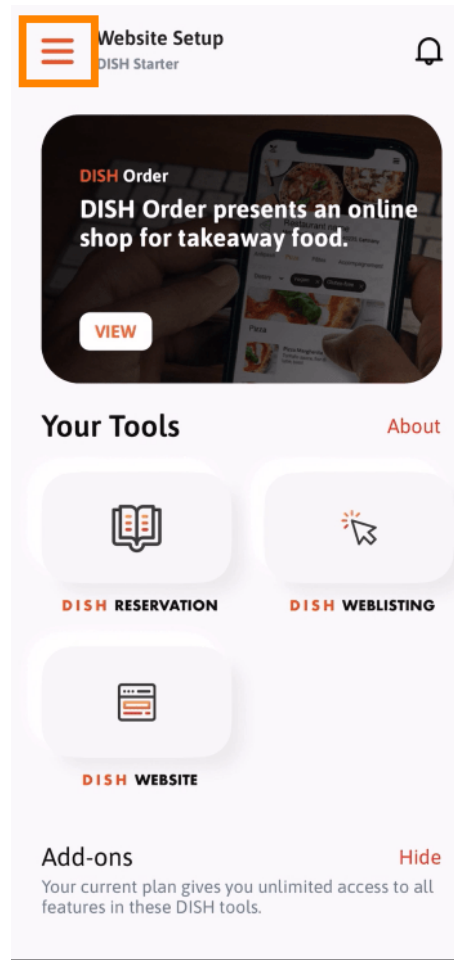 Website Setup
DISH Starter
DISH Order
DISH Order presents an online
shop for takeaway food.
VIEW
Pizza
Your Tools
About
DISH RESERVATION
DISH WEBLISTING
DISH WEBSITE
Add-ons
Hide
Your current plan gives you unlimited access to all
features in these DISH tools.